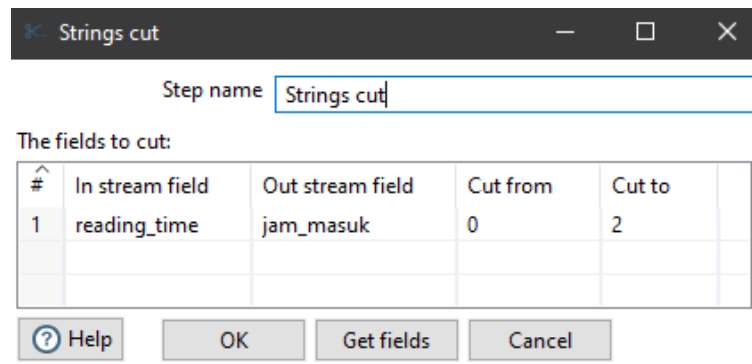 Strings cut
Step name Strings cut
The fields to cut:
# In stream field Out stream field Cut from Cut to
1 reading_time jam_masuk 0 2
? Help OK Get fields Cancel